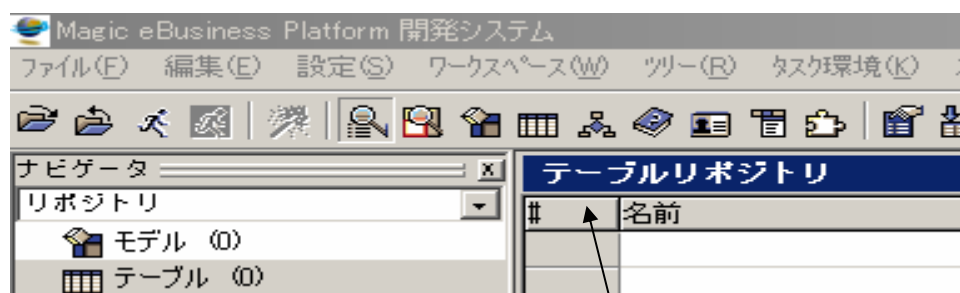 Magic eBusiness Platform 開発システム
ファイル(F) 編集(E) 設定(S) ワークスペース(W) ツリー(R) タスク環境(K)
ナビゲータ
テーブルリポジトリ
リポジトリ
# 名前
モデル (0)
テーブル (0)